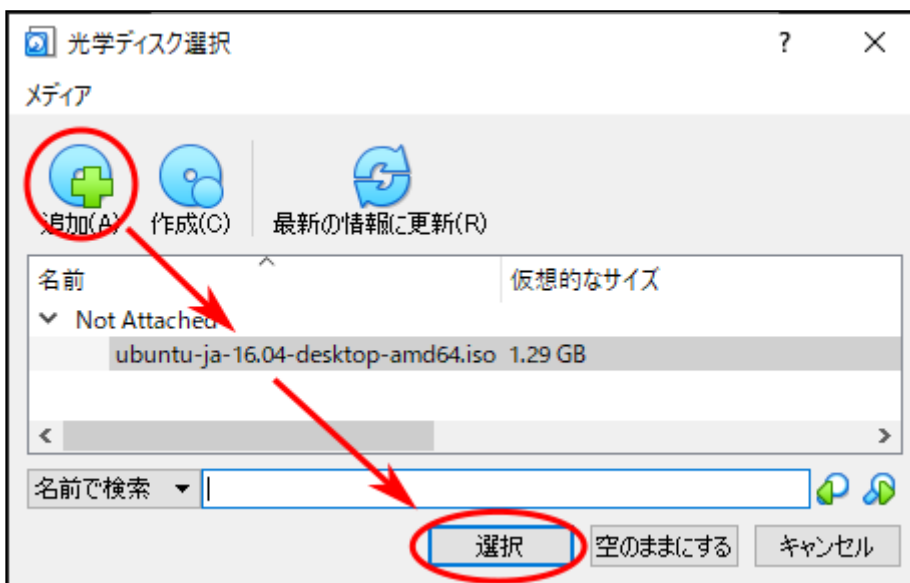 光学ディスク選択 ?
メディア
追加(A) 作成(C) 最新の情報に更新(R)
名前 仮想的なサイズ
Not Attached
ubuntu-ja-16.04-desktop-amd64.iso 1.29 GB
名前で検索
選択 空のままにする キャンセル